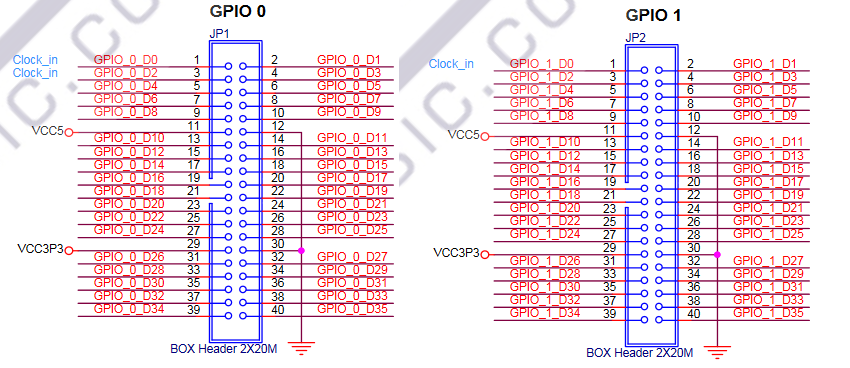 GPIO 0
JP1
Clock_in GPIO_0_D0 1 2 GPIO_0_D1
Clock_in GPIO_0_D2 3 4 GPIO_0_D3
GPIO_0_D4 5 6 GPIO_0_D5
GPIO_0_D6 7 8 GPIO_0_D7
GPIO_0_D8 9 10 GPIO_0_D9
VCC5 11 12
GPIO_0_D10 13 14 GPIO_0_D11
GPIO_0_D12 15 16 GPIO_0_D13
GPIO_0_D14 17 18 GPIO_0_D15
GPIO_0_D16 19 20 GPIO_0_D17
GPIO_0_D18 21 22 GPIO_0_D19
GPIO_0_D20 23 24 GPIO_0_D21
GPIO_0_D22 25 26 GPIO_0_D23
GPIO_0_D24 27 28 GPIO_0_D25
VCC3P3 29 30
GPIO_0_D26 31 32 GPIO_0_D27
GPIO_0_D28 33 34 GPIO_0_D29
GPIO_0_D30 35 36 GPIO_0_D31
GPIO_0_D32 37 38 GPIO_0_D33
GPIO_0_D34 39 40 GPIO_0_D35
BOX Header 2X20M
GPIO 1
JP2
Clock_in GPIO_1_D0 1 2 GPIO_1_D1
GPIO_1_D2 3 4 GPIO_1_D3
GPIO_1_D4 5 6 GPIO_1_D5
GPIO_1_D6 7 8 GPIO_1_D7
GPIO_1_D8 9 10 GPIO_1_D9
VCC5 11 12
GPIO_1_D10 13 14 GPIO_1_D11
GPIO_1_D12 15 16 GPIO_1_D13
GPIO_1_D14 17 18 GPIO_1_D15
GPIO_1_D16 19 20 GPIO_1_D17
GPIO_1_D18 21 22 GPIO_1_D19
GPIO_1_D20 23 24 GPIO_1_D21
GPIO_1_D22 25 26 GPIO_1_D23
GPIO_1_D24 27 28 GPIO_1_D25
VCC3P3 29 30
GPIO_1_D26 31 32 GPIO_1_D27
GPIO_1_D28 33 34 GPIO_1_D29
GPIO_1_D30 35 36 GPIO_1_D31
GPIO_1_D32 37 38 GPIO_1_D33
GPIO_1_D34 39 40 GPIO_1_D35
BOX Header 2X20M